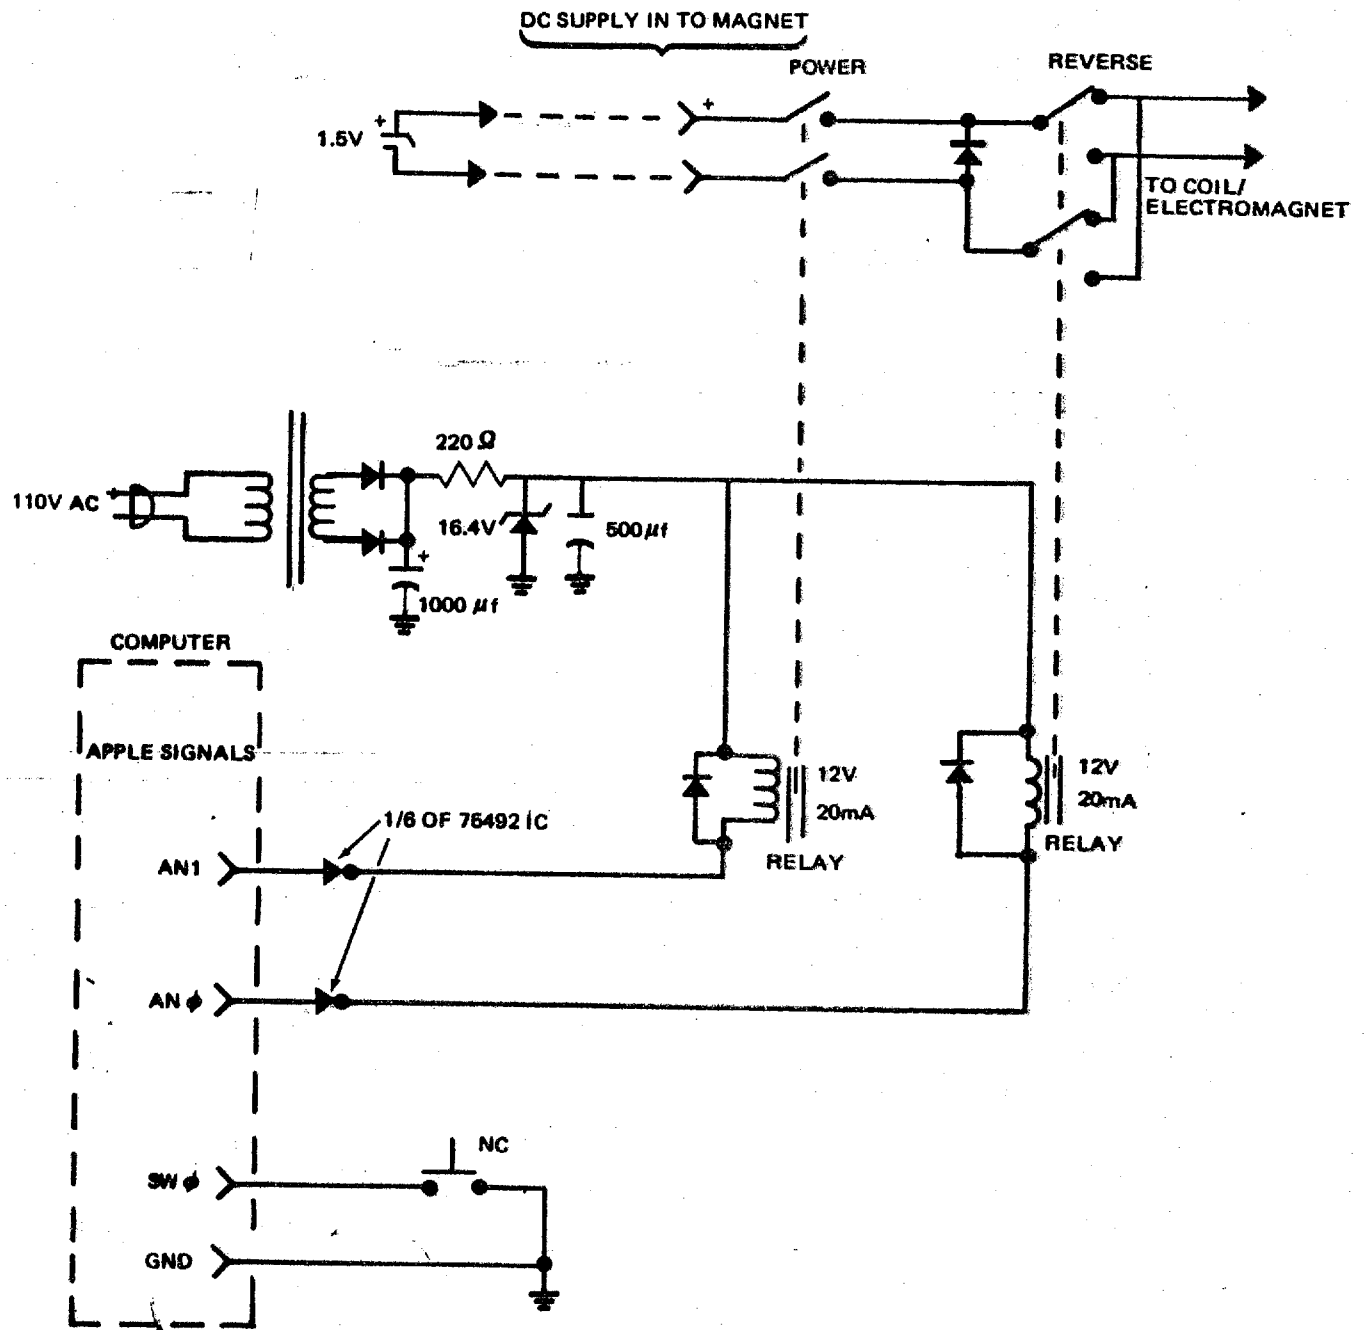 DC SUPPLY IN TO MAGNET
POWER
REVERSE
+
+
1.5V
TO COIL/
ELECTROMAGNET
220 Ω
110V AC
16.4V
500 μf
+
1000 μf
COMPUTER
APPLE SIGNALS
12V
20mA
RELAY
12V
20mA
RELAY
1/6 OF 75492 IC
AN1
AN ϕ
NC
SW ϕ
GND